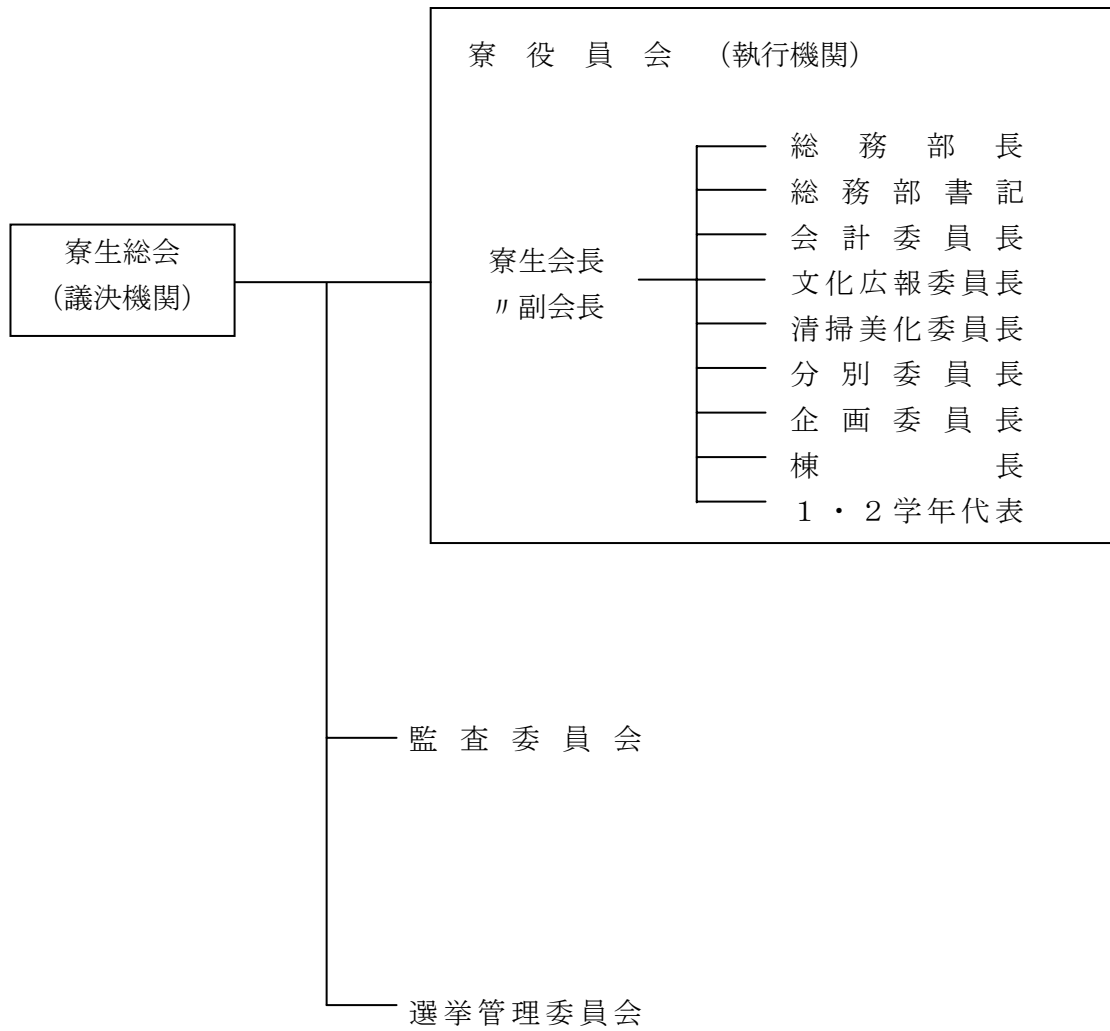 寮役員会 (執行機関)
総務部長
総務部書記
寮生総会
(議決機関)
会計委員長
寮生会長
〃副会長
文化広報委員長
清掃美化委員長
分別委員長
企画委員長
棟長
1・2学年代表
監査委員会
選挙管理委員会